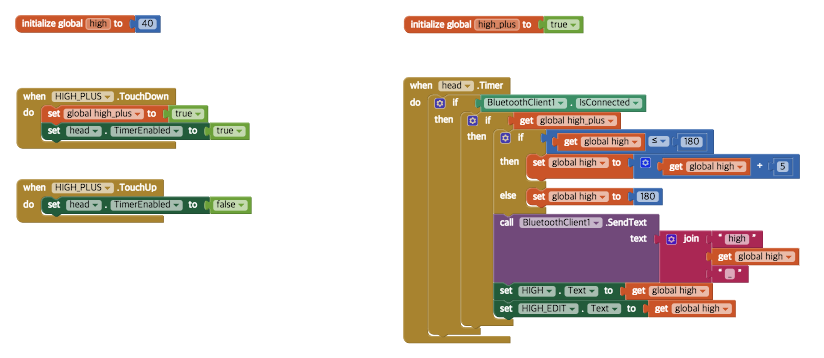 initialize global high to 40
when HIGH_PLUS .TouchDown
do set global high_plus to true
set head . TimerEnabled to true
when HIGH_PLUS .TouchUp
do set head . TimerEnabled to false
initialize global high_plus to true
when head .Timer
do if BluetoothClient1 . IsConnected
then if get global high_plus
then if get global high ≤ 180
then set global high to get global high + 5
else set global high to 180
call BluetoothClient1 .SendText
text join " high "
get global high
" _ "
set HIGH . Text to get global high
set HIGH_EDIT . Text to get global high